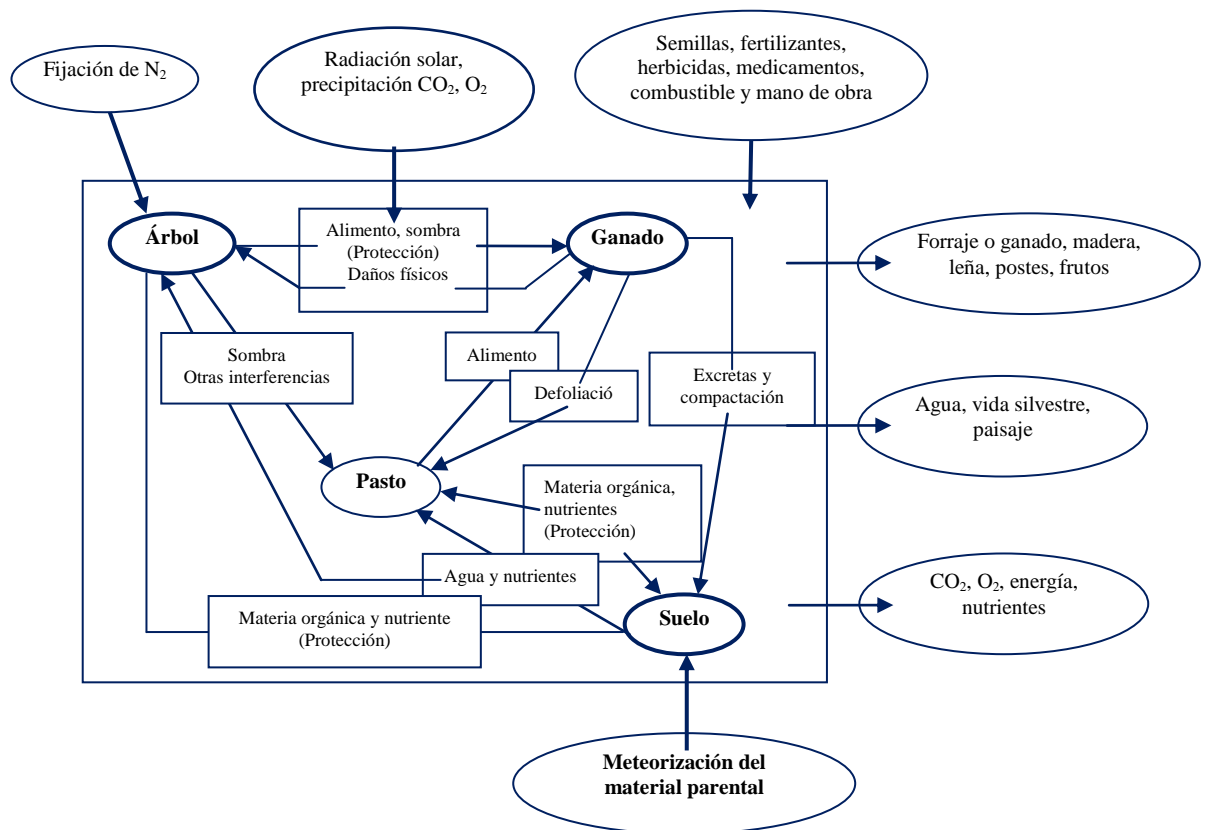 Fijación de N₂
Radiación solar,
precipitación CO₂, O₂
Semillas, fertilizantes,
herbicidas, medicamentos,
combustible y mano de obra
Árbol
Alimento, sombra
(Protección)
Daños físicos
Ganado
Forraje o ganado, madera,
leña, postes, frutos
Sombra
Otras interferencias
Alimento
Defoliació
Excretas y
compactación
Agua, vida silvestre,
paisaje
Pasto
Materia orgánica,
nutrientes
(Protección)
Agua y nutrientes
CO₂, O₂, energía,
nutrientes
Materia orgánica y nutriente
(Protección)
Suelo
Meteorización del
material parental